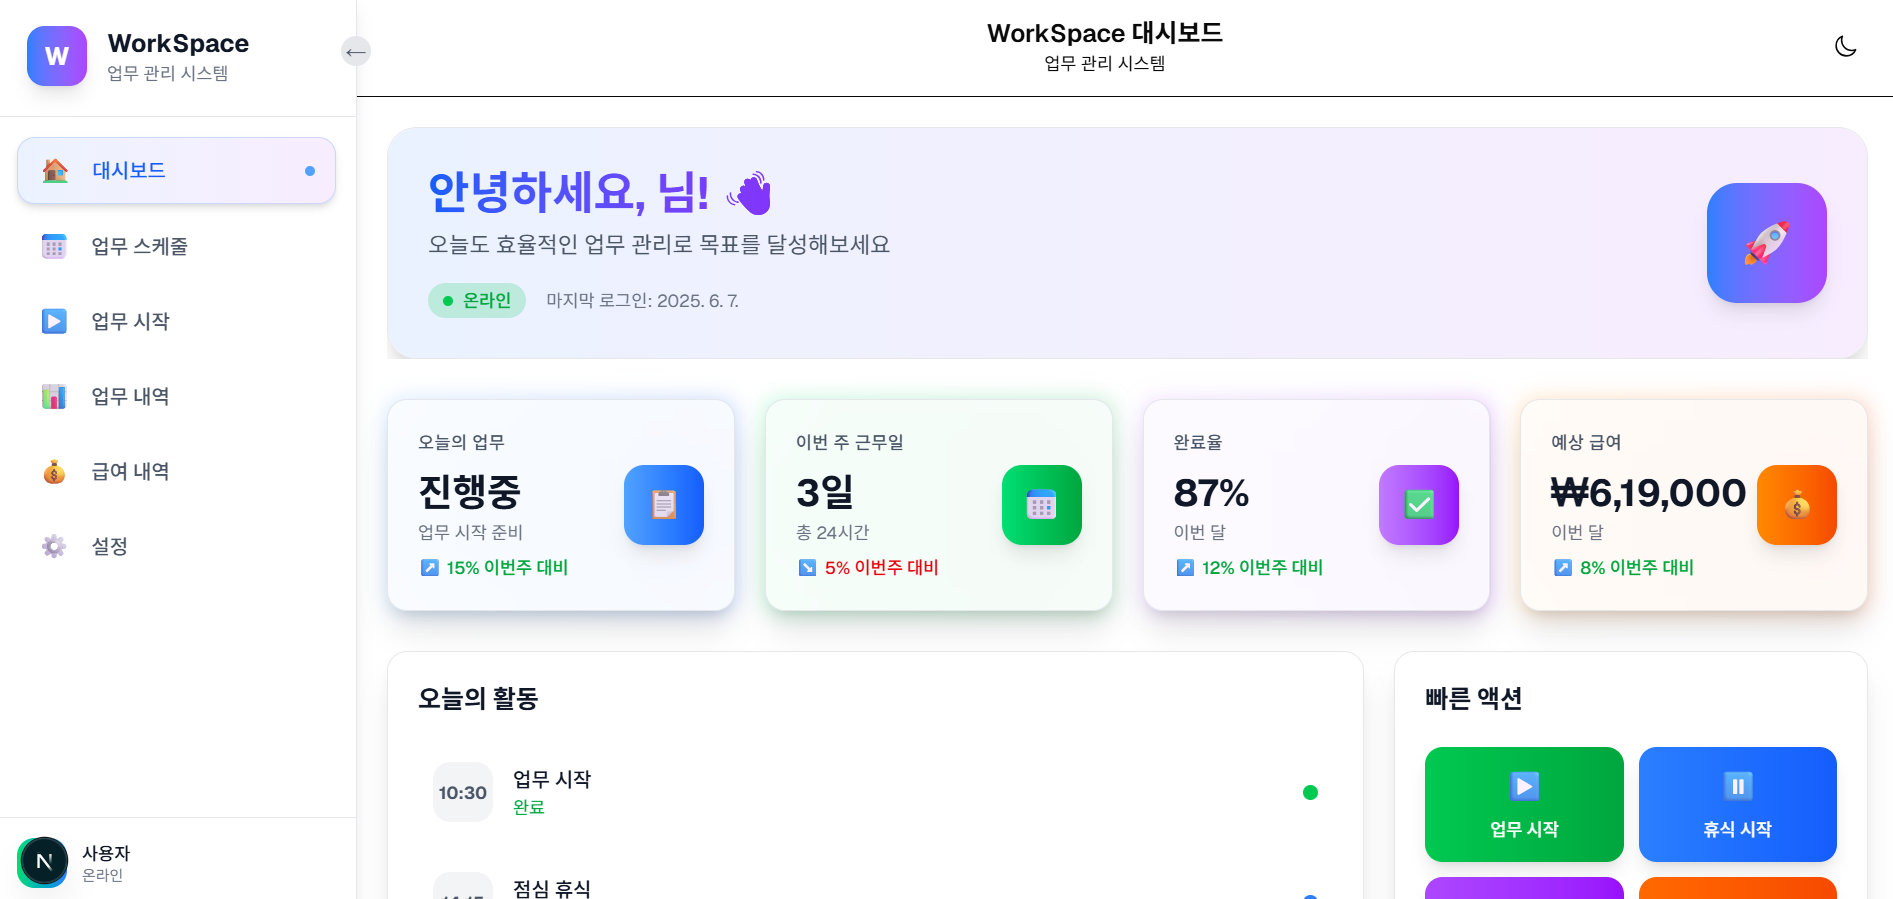 W
WorkSpace
업무 관리 시스템
←
대시보드
업무 스케줄
업무 시작
업무 내역
급여 내역
설정
N
사용자
온라인
WorkSpace 대시보드
업무 관리 시스템
안녕하세요, 님! 👋
오늘도 효율적인 업무 관리로 목표를 달성해보세요
온라인
마지막 로그인: 2025. 6. 7.
오늘의 업무
진행중
업무 시작 준비
↗ 15% 이번주 대비
이번 주 근무일
3일
총 24시간
↘ 5% 이번주 대비
완료율
87%
이번 달
↗ 12% 이번주 대비
예상 급여
₩6,19,000
이번 달
↗ 8% 이번주 대비
오늘의 활동
10:30
업무 시작
완료
점심 휴식
빠른 액션
업무 시작
휴식 시작